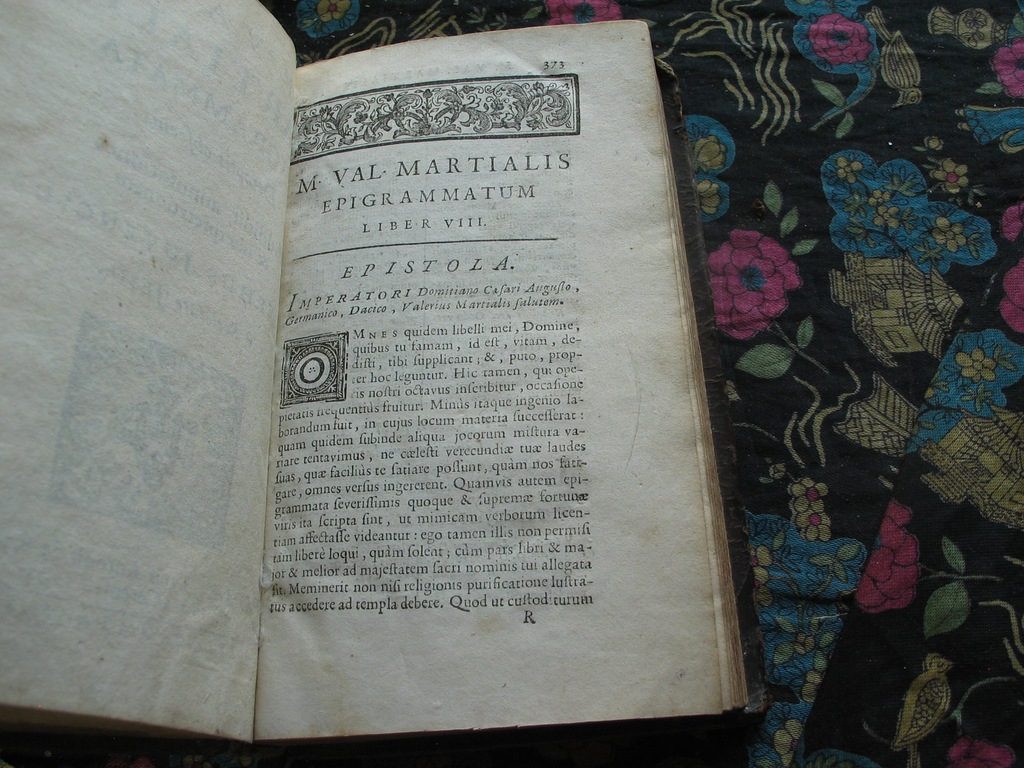 373
M. VAL. MARTIALIS
EPIGRAMMATUM
LIBER VIII.
EPISTOLA.
IMPERATORI Domitiano Cæsari Augusto,
Germanico, Dacico, Valerius Martialis salutem.
OMNES quidem libelli mei, Domine,
quibus tu famam, id est, vitam, de-
disti, tibi supplicant; &, puto, prop-
ter hoc leguntur. Hic tamen, qui ope-
ris nostri octavus inscribitur, occasione
pietatis frequentiùs fruitur. Minùs itaque ingenio la-
borandum fuit, in cujus locum materia successerat:
quam quidem subinde aliqua jocorum mistura va-
riare tentavimus, ne cælesti verecundiæ tuæ laudes
suas, quæ faciliùs te satiare possunt, quàm nos fati-
gare, omnes versus ingererent. Quamvis autem epi-
grammata severissimis quoque & supremæ fortunæ
viris ita scripta sint, ut mimicam verborum licen-
tiam affectasse videantur: ego tamen illis non permisi
tàm liberè loqui, quàm solent; cùm pars libri & ma-
jor & melior ad majestatem sacri nominis tui allegata
sit. Meminerit non nisi religionis purificatione lustra-
tus accedere ad templa debere. Quod ut custoditurum
R